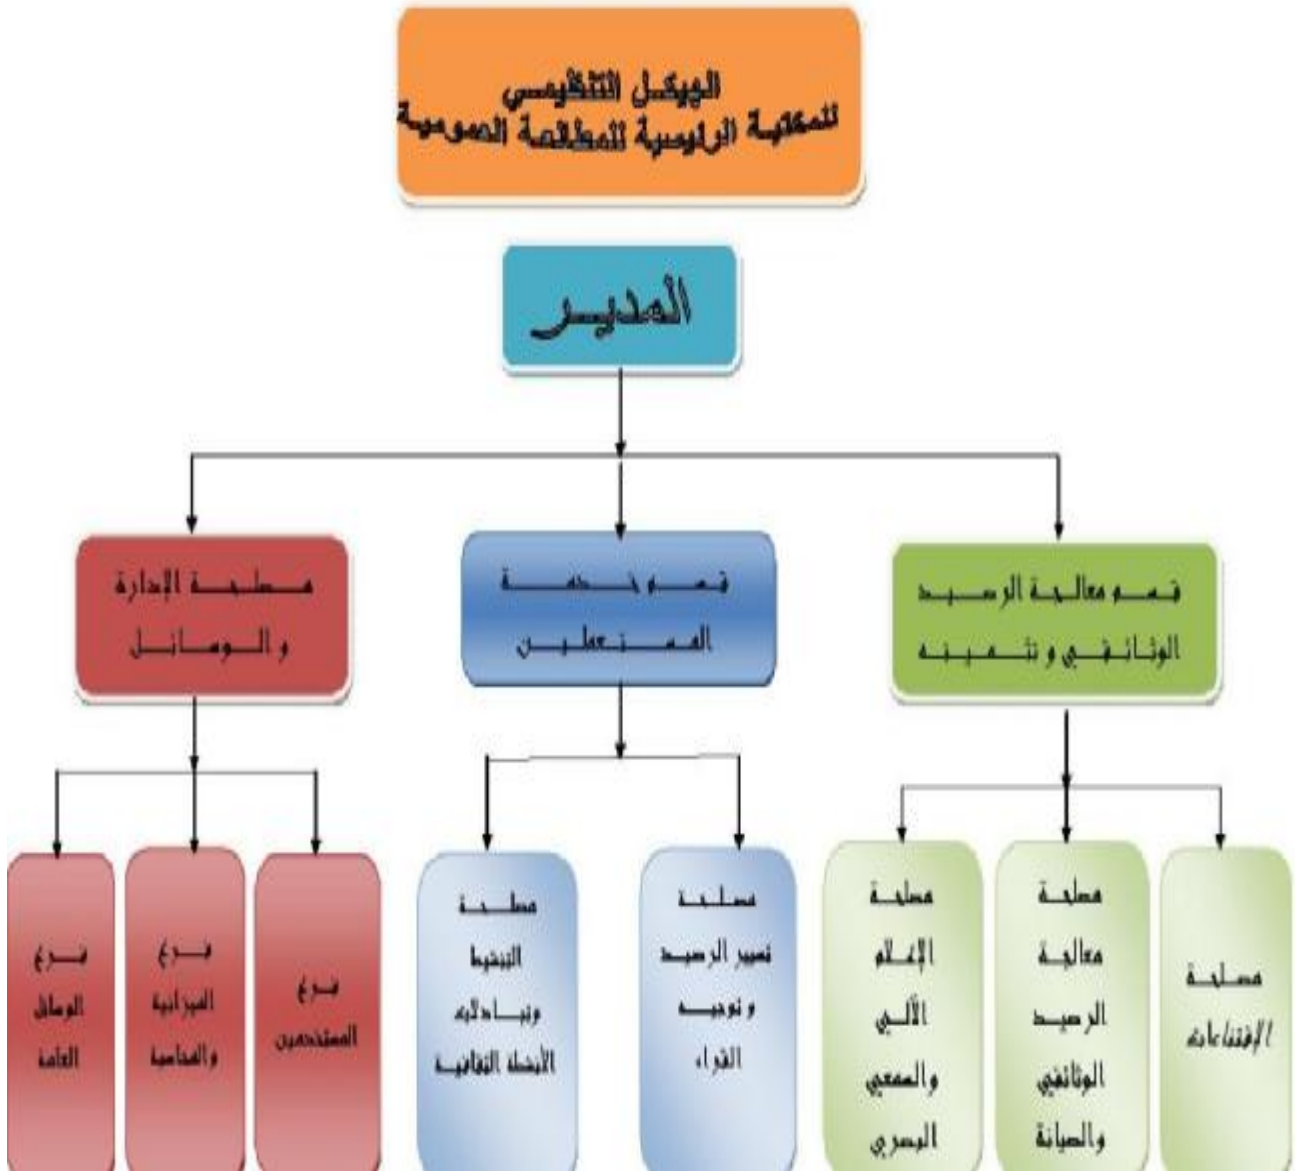 الهيكل التنظيمي
للمكتبة الرئيسية للمطالعة العمومية
المدير
قسم معالجة الرصيد
الوثائقي و تثمينه
قسم خدمة
المستعملين
مصلحة الإدارة
و الوسائل
مصلحة
الإقتناءات
مصلحة
معالجة
الرصيد
الوثائقي
والصيانة
مصلحة
الإعلام
الآلي
والسمعي
البصري
مصلحة
تسيير الرصيد
و توجيه
القراء
مصلحة
التنشيط
وتبادلات
الأنشطة الثقافية
فرع
المستخدمين
فرع
الميزانية
والمحاسبة
فرع
الوسائل
العامة